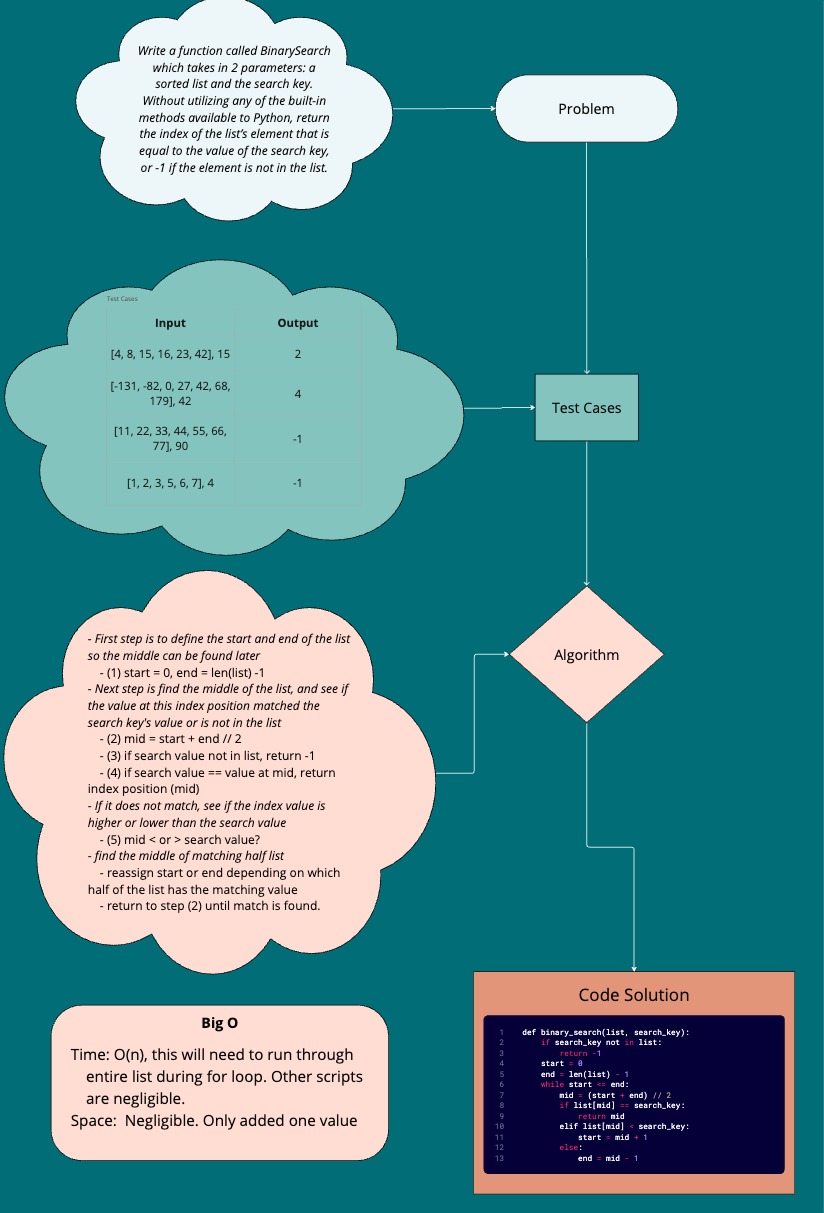 Write a function called BinarySearch
which takes in 2 parameters: a
sorted list and the search key.
Without utilizing any of the built-in
methods available to Python, return
the index of the list's element that is
equal to the value of the search key,
or -1 if the element is not in the list.
Problem
Test Cases
Input Output
[4, 8, 15, 16, 23, 42], 15 2
[-131, -82, 0, 27, 42, 68,
179], 42 4
[11, 22, 33, 44, 55, 66,
77], 90 -1
[1, 2, 3, 5, 6, 7], 4 -1
Test Cases
- First step is to define the start and end of the list
so the middle can be found later
- (1) start = 0, end = len(list) -1
- Next step is find the middle of the list, and see if
the value at this index position matched the
search key's value or is not in the list
- (2) mid = start + end // 2
- (3) if search value not in list, return -1
- (4) if search value == value at mid, return
index position (mid)
- If it does not match, see if the index value is
higher or lower than the search value
- (5) mid < or > search value?
- find the middle of matching half list
- reassign start or end depending on which
half of the list has the matching value
- return to step (2) until match is found.
Algorithm
Big O
Time: O(n), this will need to run through
entire list during for loop. Other scripts
are negligible.
Space:  Negligible. Only added one value
Code Solution
1 def binary_search(list, search_key):
2 if search_key not in list:
3 return -1
4 start = 0
5 end = len(list) - 1
6 while start <= end:
7 mid = (start + end) // 2
8 if list[mid] == search_key:
9 return mid
10 elif list[mid] < search_key:
11 start = mid + 1
12 else:
13 end = mid - 1